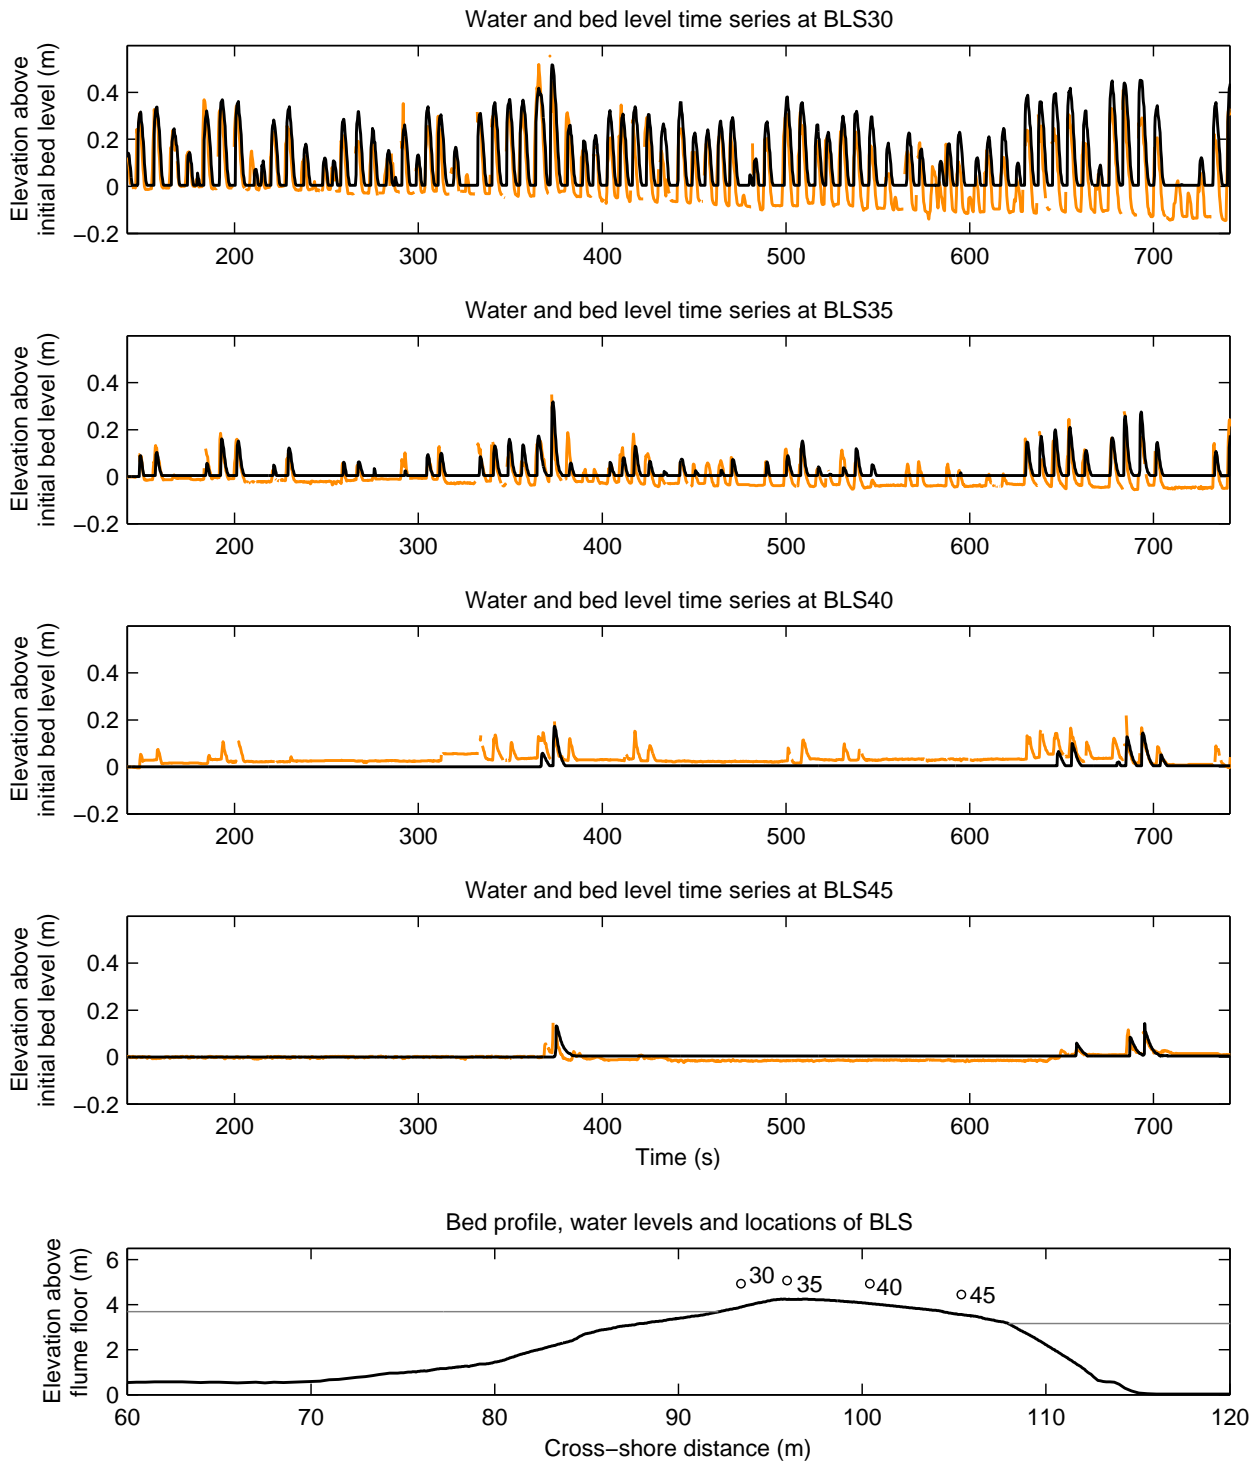 Water and bed level time series at BLS30
Elevation above
initial bed level (m)
0.4
0.2
0
−0.2
200 300 400 500 600 700
Water and bed level time series at BLS35
Elevation above
initial bed level (m)
0.4
0.2
0
−0.2
200 300 400 500 600 700
Water and bed level time series at BLS40
Elevation above
initial bed level (m)
0.4
0.2
0
−0.2
200 300 400 500 600 700
Water and bed level time series at BLS45
Elevation above
initial bed level (m)
0.4
0.2
0
−0.2
200 300 400 500 600 700
Time (s)
Bed profile, water levels and locations of BLS
Elevation above
flume floor (m)
6
4
2
0
30 35 40 45
60 70 80 90 100 110 120
Cross−shore distance (m)